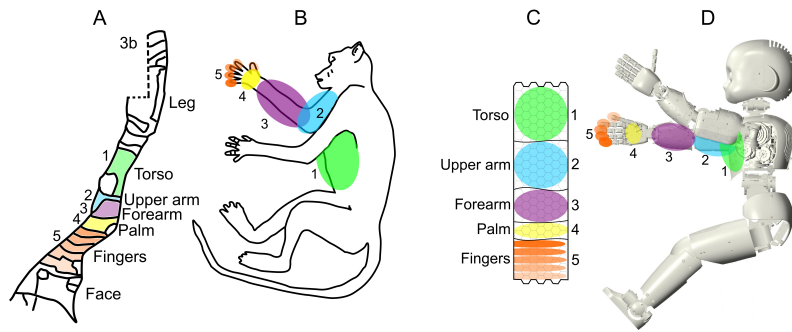 A
B
C
D
3b
Leg
1
Torso
2
Upper arm
3
Forearm
4
Palm
5
Fingers
Face
5
4
3
2
1
Torso
1
Upper arm
2
Forearm
3
Palm
4
Fingers
5
5
4
3
2
1